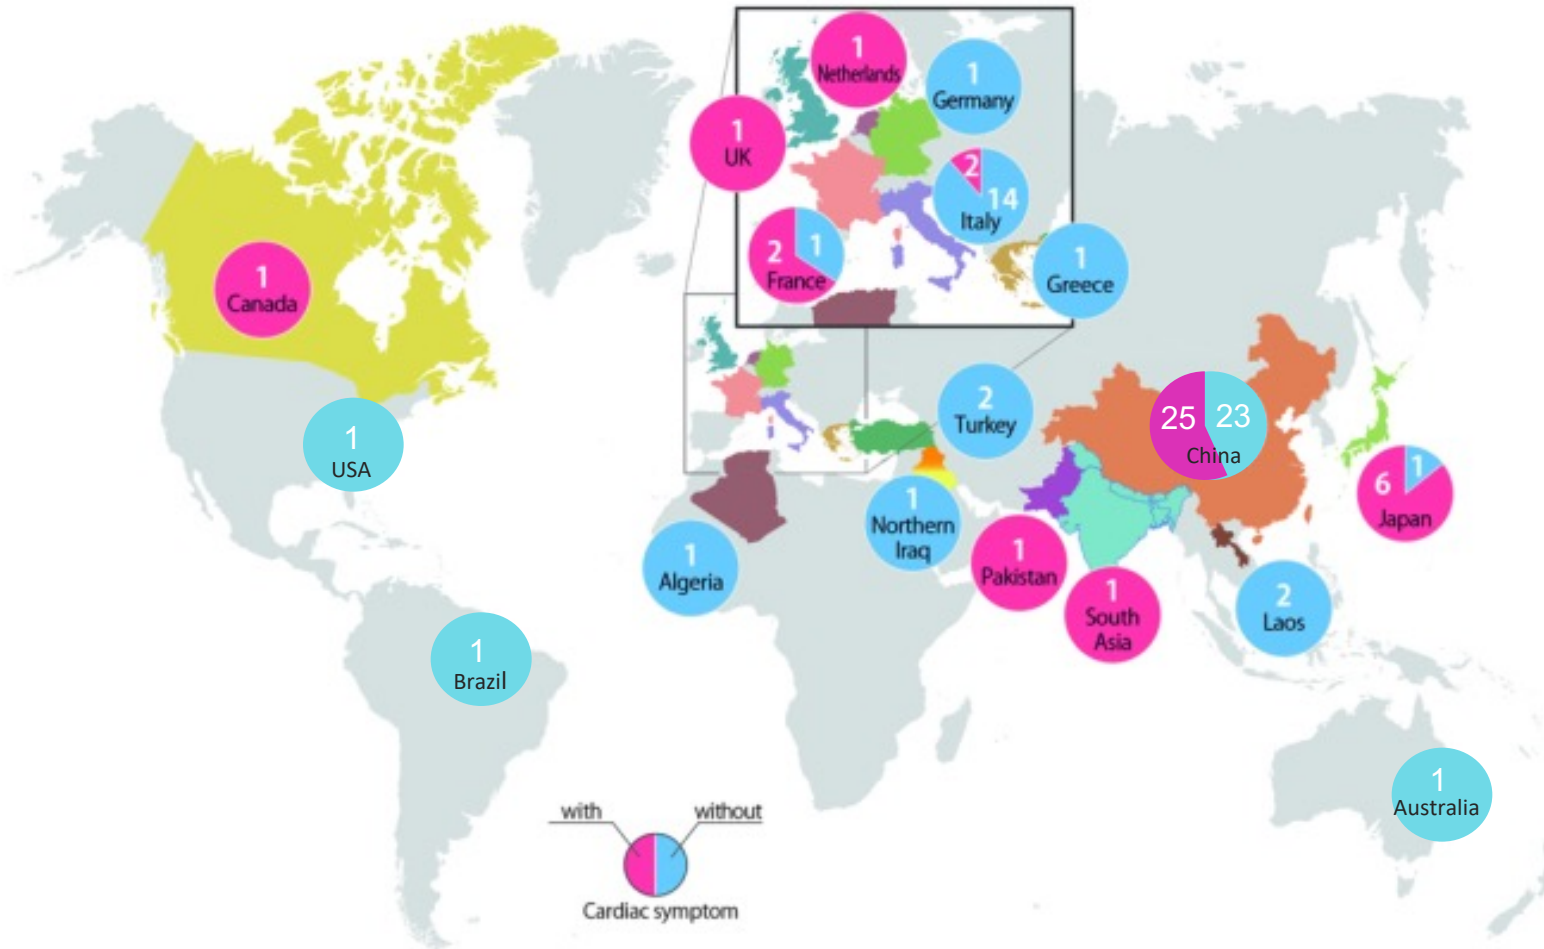 1
Netherlands
1
Germany
1
UK
2
14
Italy
2
1
France
1
Greece
1
Canada
1
USA
2
Turkey
25
23
China
6
1
Japan
1
Northern
Iraq
1
Algeria
1
Pakistan
1
South
Asia
2
Laos
1
Brazil
1
Australia
with
without
Cardiac symptom